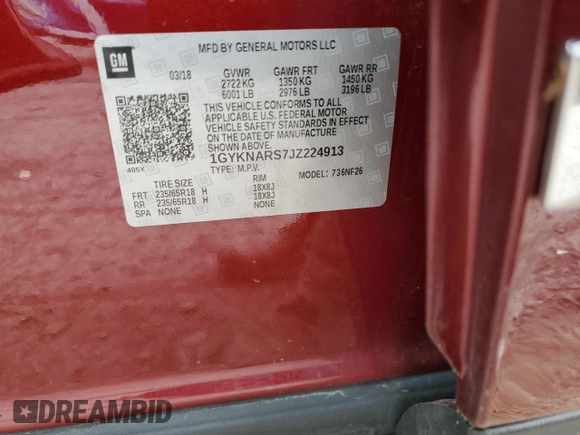 GM
MFD BY GENERAL MOTORS LLC
03/18 GVWR GAWR FRT GAWR RR
2722 KG 1350 KG 1450 KG
6001 LB 2976 LB 3196 LB
THIS VEHICLE CONFORMS TO ALL
APPLICABLE U.S. FEDERAL MOTOR
VEHICLE SAFETY STANDARDS IN EFFECT
ON THE DATE OF MANUFACTURE
SHOWN ABOVE
1GYKNARS7JZ224913
405Y TYPE: M.P.V. MODEL: 736NF26
TIRE SIZE RIM
FRT 235/65R18 H 18X8J
RR 235/65R18 H 18X8J
SPA NONE NONE
DREAMBID